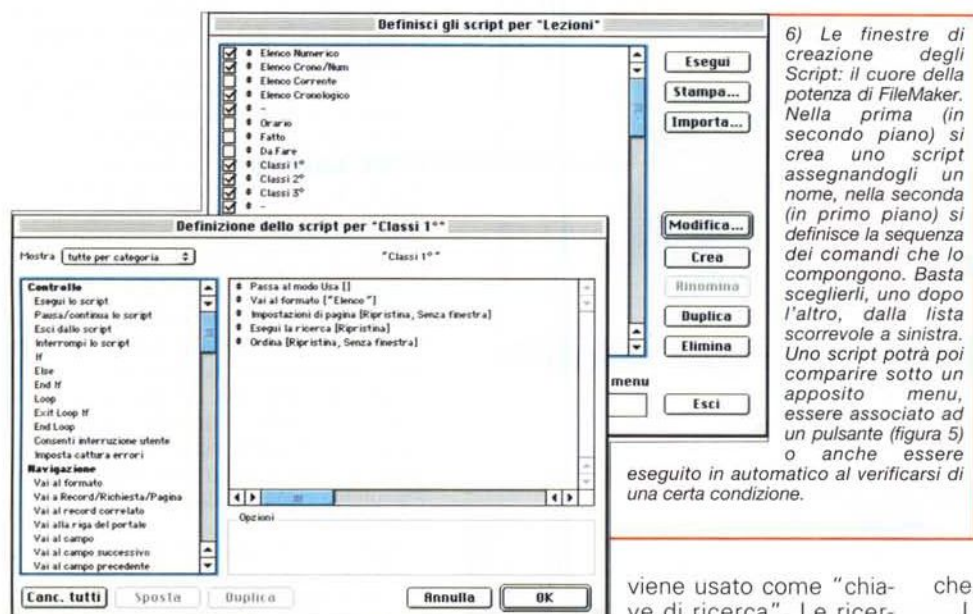 Definisci gli script per "Lezioni"
Elenco Numerico
Elenco Crono/Num
Elenco Corrente
Elenco Cronologico
-
Orario
Fatto
Da Fare
Classi 1°
Classi 2°
Classi 3°
-
Esegui
Stampa...
Importa...
Modifica...
Crea
Rinomina
Duplica
Elimina
menu
Esci
Definizione dello script per "Classi 1°"
Mostra tutte per categoria
"Classi 1°"
Controllo
Esegui lo script
Pausa/continua lo script
Esci dallo script
Interrompi lo script
If
Else
End If
Loop
Exit Loop If
End Loop
Consenti interruzione utente
Imposta cattura errori
Navigazione
Vai al formato
Vai a Record/Richiesta/Pagina
Vai al record correlato
Vai alla riga del portale
Vai al campo
Vai al campo successivo
Vai al campo precedente
Passa al modo Usa []
Vai al formato ["Elenco"]
Impostazioni di pagina [Ripristina, Senza finestra]
Esegui la ricerca [Ripristina]
Ordina [Ripristina, Senza finestra]
Opzioni
Canc. tutti
Sposta
Duplica
Annulla
OK
6) Le finestre di
creazione degli
Script: il cuore della
potenza di FileMaker.
Nella prima (in
secondo piano) si
crea uno script
assegnandogli un
nome, nella seconda
(in primo piano) si
definisce la sequenza
dei comandi che lo
compongono. Basta
sceglierli, uno dopo
l'altro, dalla lista
scorrevole a sinistra.
Uno script potrà poi
comparire sotto un
apposito menu,
essere associato ad
un pulsante (figura 5)
o anche essere
eseguito in automatico al verificarsi di
una certa condizione.
viene usato come "chia-
che